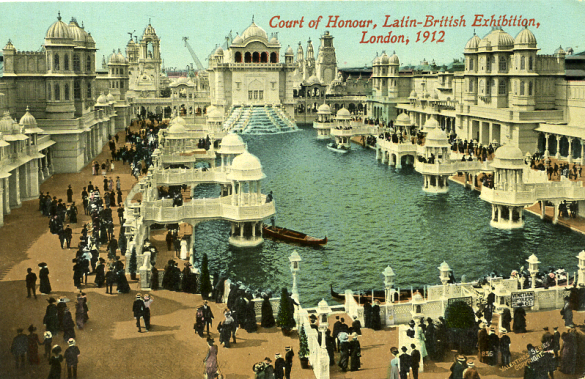 Court of Honour, Latin-British Exhibition,
London, 1912